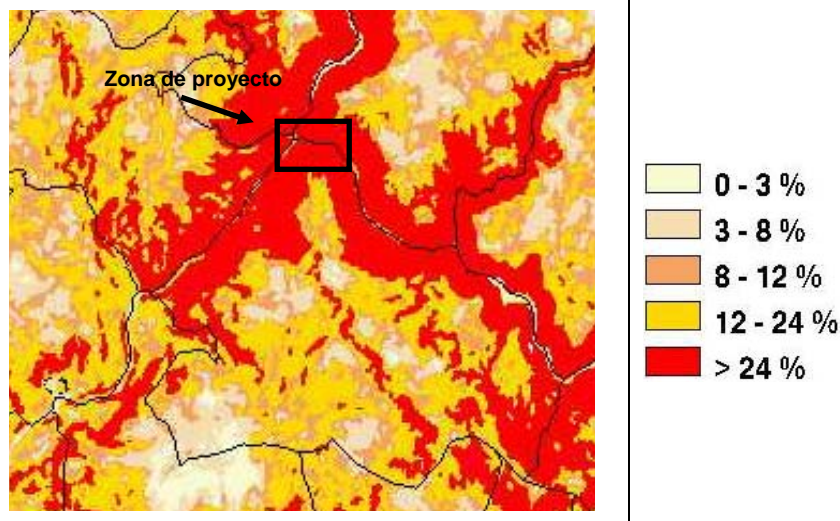 Zona de proyecto
0 - 3 %
3 - 8 %
8 - 12 %
12 - 24 %
> 24 %